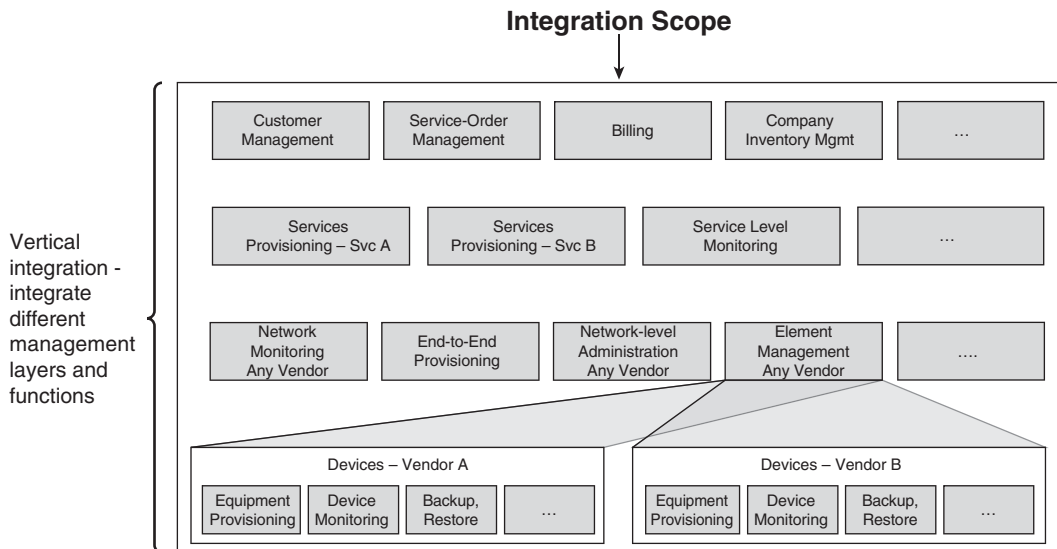 Integration Scope
Customer
Management
Service-Order
Management
Billing
Company
Inventory Mgmt
…
Vertical
integration -
integrate
different
management
layers and
functions
Services
Provisioning – Svc A
Services
Provisioning – Svc B
Service Level
Monitoring
…
Network
Monitoring
Any Vendor
End-to-End
Provisioning
Network-level
Administration
Any Vendor
Element
Management
Any Vendor
….
Devices – Vendor A
Equipment
Provisioning
Device
Monitoring
Backup,
Restore
…
Devices – Vendor B
Equipment
Provisioning
Device
Monitoring
Backup,
Restore
…